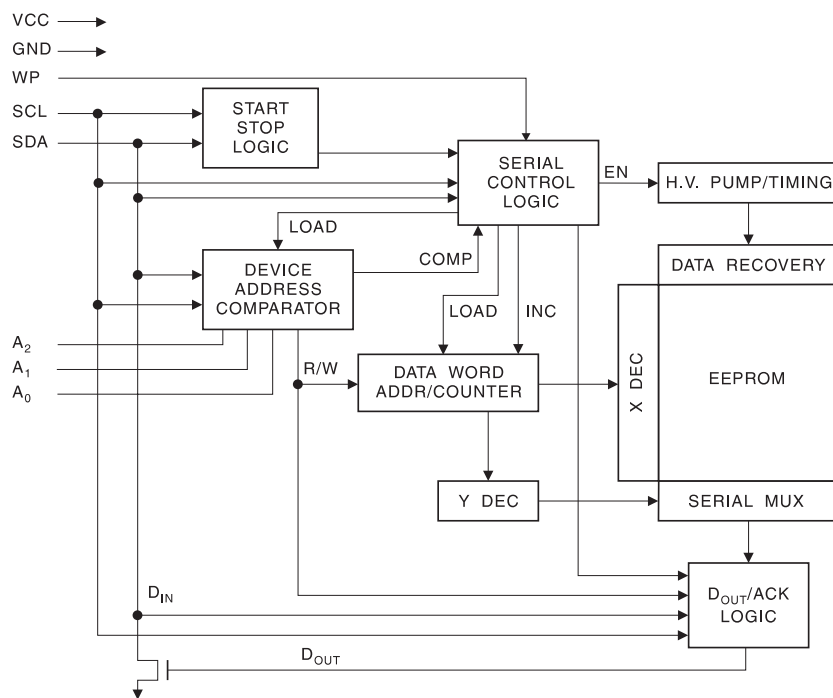 VCC
GND
WP
SCL
SDA
START
STOP
LOGIC
SERIAL
CONTROL
LOGIC
EN
H.V. PUMP/TIMING
LOAD
COMP
DEVICE
ADDRESS
COMPARATOR
DATA RECOVERY
LOAD
INC
A2
A1
A0
R/W
DATA WORD
ADDR/COUNTER
X DEC
EEPROM
Y DEC
SERIAL MUX
DIN
DOUT/ACK
LOGIC
DOUT